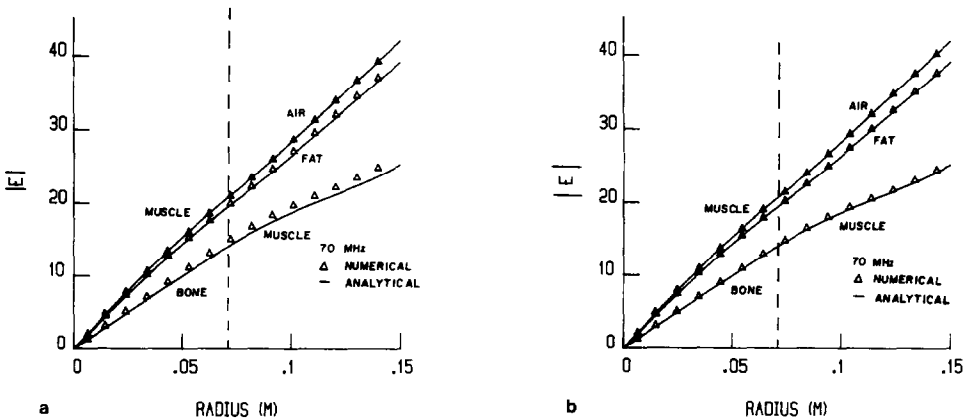 40
30
20
10
0
|E|
AIR
FAT
MUSCLE
MUSCLE
BONE
70 MHz
△ NUMERICAL
— ANALYTICAL
0 .05 .1 0.15
RADIUS (M)
a
40
30
20
10
0
|E|
AIR
FAT
MUSCLE
MUSCLE
BONE
70 MHz
△ NUMERICAL
— ANALYTICAL
0 .05 .1 0.15
RADIUS (M)
b